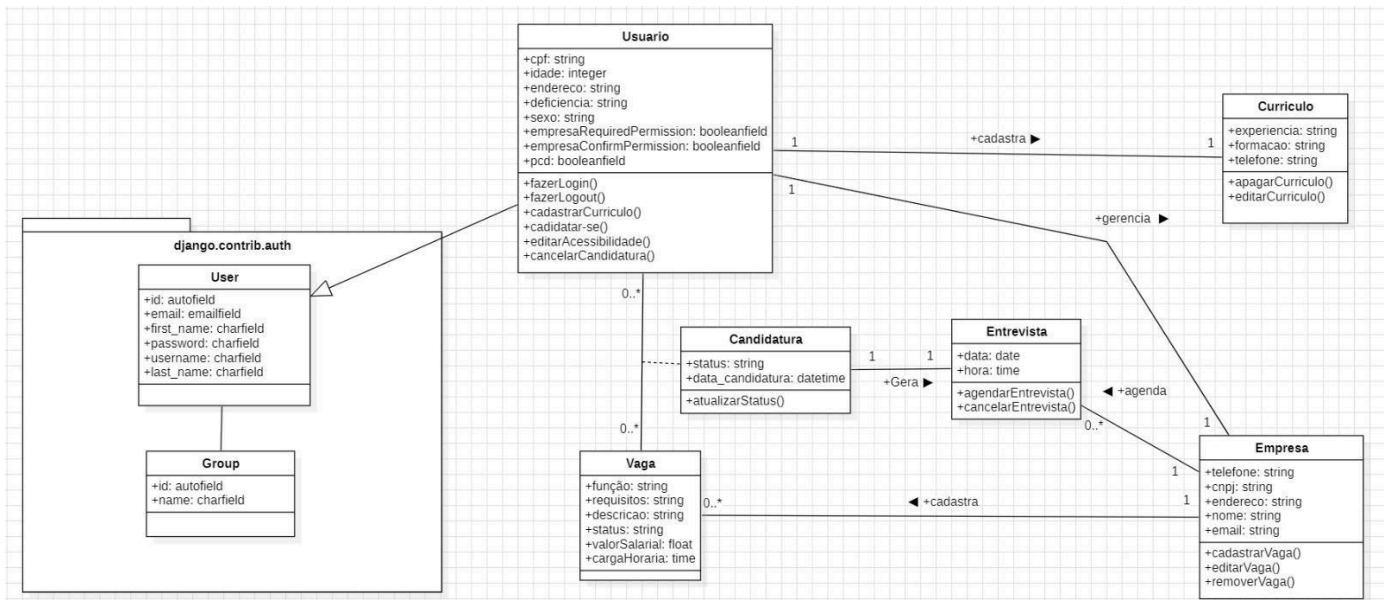 Usuario
+cpf: string
+idade: integer
+endereco: string
+deficiencia: string
+sexo: string
+empresaRequiredPermission: booleanfield
+empresaConfirmPermission: booleanfield
+pcd: booleanfield
+fazerLogin()
+fazerLogout()
+cadastrarCurriculo()
+cadidatar-se()
+editarAcessibilidade()
+cancelarCandidatura()
1
+cadastra ►
1
Curriculo
+experiencia: string
+formacao: string
+telefone: string
+apagarCurriculo()
+editarCurriculo()
1
+gerencia ►
1
django.contrib.auth
User
+id: autofield
+email: emailfield
+first_name: charfield
+password: charfield
+username: charfield
+last_name: charfield
Group
+id: autofield
+name: charfield
0..*
0..*
Candidatura
+status: string
+data_candidatura: datetime
+atualizarStatus()
1
1
+Gera ►
Entrevista
+data: date
+hora: time
+agendarEntrevista()
+cancelarEntrevista()
◄ +agenda
0..*
1
Vaga
+função: string
+requisitos: string
+descricao: string
+status: string
+valorSalarial: float
+cargaHoraria: time
0..*
◄ +cadastra
1
Empresa
+telefone: string
+cnpj: string
+endereco: string
+nome: string
+email: string
+cadastrarVaga()
+editarVaga()
+removerVaga()